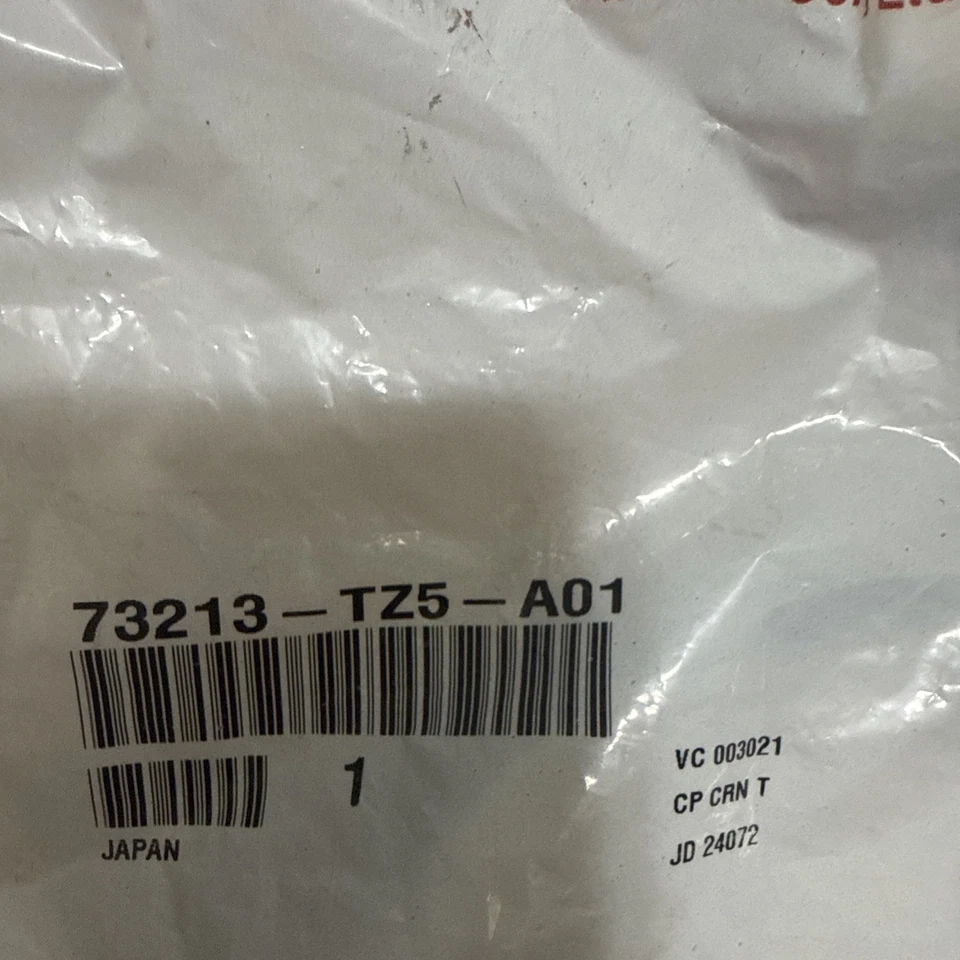 73213-TZ5-A01
1
JAPAN
VC 003021
CP CRN T
JD 24072